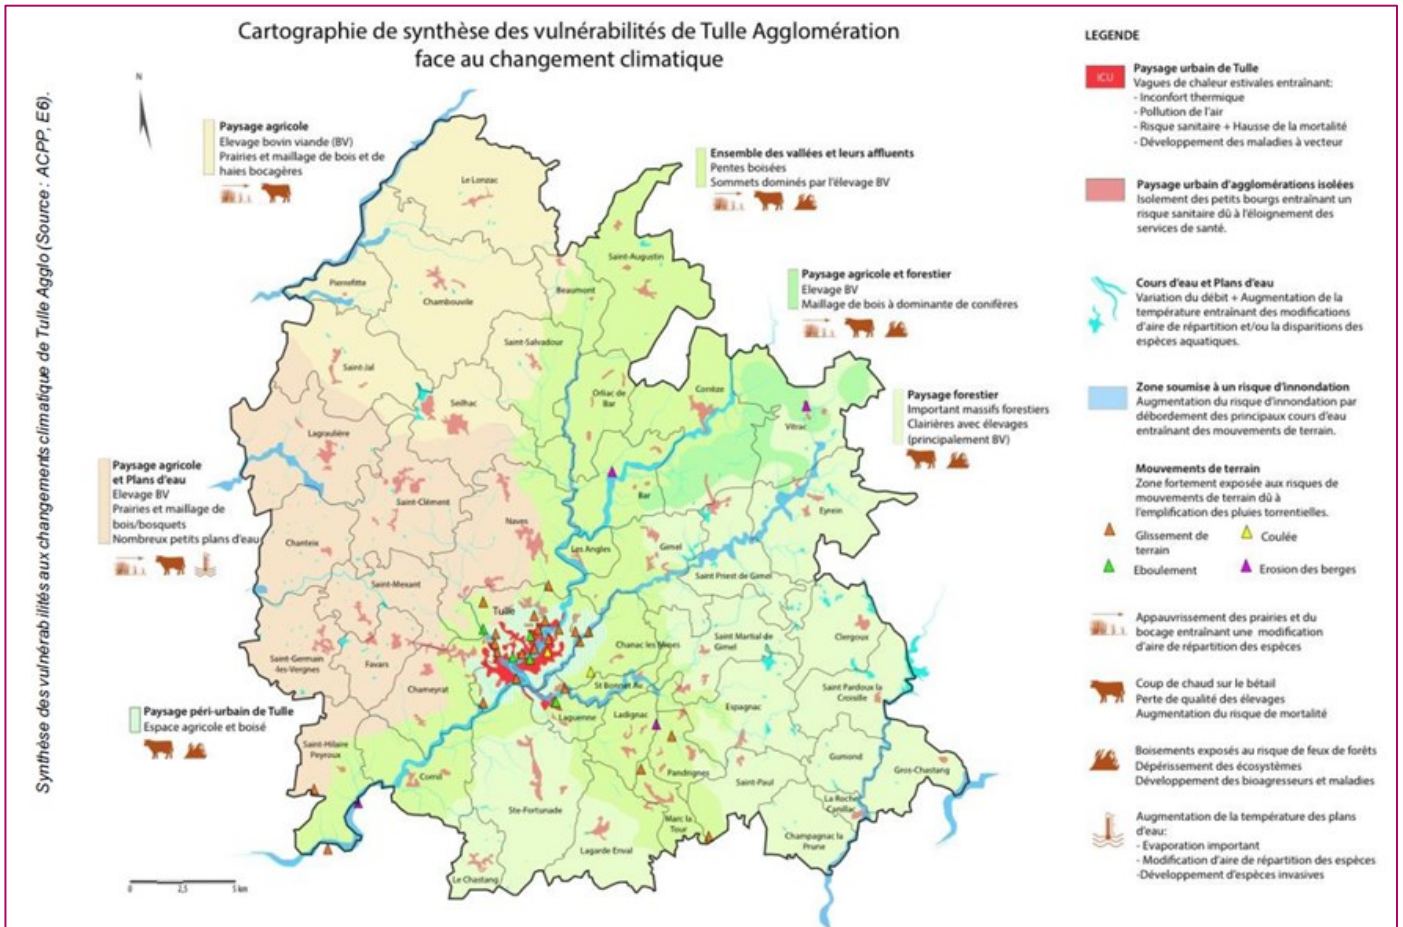 Cartographie de synthèse des vulnérabilités de Tulle Agglomération
face au changement climatique
Synthèse des vulnérabilités aux changements climatique de Tulle Agglo (Source : ACPP, E6).
N
Paysage agricole
Elevage bovin viande (BV)
Prairies et maillage de bois et de
haies bocagères
Ensemble des vallées et leurs affluents
Pentes boisées
Sommets dominés par l'élevage BV
Paysage agricole et forestier
Elevage BV
Maillage de bois à dominante de conifères
Paysage forestier
Important massifs forestiers
Clairières avec élevages
(principalement BV)
Paysage agricole
et Plans d'eau
Elevage BV
Prairies et maillage de
bois/bosquets
Nombreux petits plans d'eau
Paysage péri-urbain de Tulle
Espace agricole et boisé
Le Lonzac
Saint-Augustin
Pierrefitte
Chamboulive
Beaumont
Saint-Salvadour
Saint-Jal
Seilhac
Orliac de
Bar
Corrèze
Vitrac
Lagraulière
Saint-Clément
Bar
Eyrein
Naves
Chanteix
Les Angles
Gimel
Saint-Mexant
Saint Priest de Gimel
Tulle
Chanac les Mines
Saint Martial de
Gimel
Clergoux
Saint-Germain
-les-Vergnes
Favars
Chameyrat
St Bonnet Av.
Saint Pardoux la
Croisille
Laguenne
Ladignac
Espagnac
Saint-Hilaire
Peyroux
Cornil
Pandrignes
Saint-Paul
Gumond
Gros-Chastang
Ste-Fortunade
Marc la
Tour
La Roche
Canillac
Champagnac la
Prune
Lagarde Enval
Le Chastang
0 2,5 5 km
LEGENDE
ICU
Paysage urbain de Tulle
Vagues de chaleur estivales entraînant:
- Inconfort thermique
- Pollution de l'air
- Risque sanitaire + Hausse de la mortalité
- Développement des maladies à vecteur
Paysage urbain d'agglomérations isolées
Isolement des petits bourgs entraînant un
risque sanitaire dû à l'éloignement des
services de santé.
Cours d'eau et Plans d'eau
Variation du débit + Augmentation de la
température entraînant des modifications
d'aire de répartition et/ou la disparitions des
espèces aquatiques.
Zone soumise à un risque d'innondation
Augmentation du risque d'innondation par
débordement des principaux cours d'eau
entraînant des mouvements de terrain.
Mouvements de terrain
Zone fortement exposée aux risques de
mouvements de terrain dû à
l'emplification des pluies torrentielles.
Glissement de
terrain
Coulée
Eboulement
Erosion des berges
Appauvrissement des prairies et du
bocage entraînant une modification
d'aire de répartition des espèces
Coup de chaud sur le bétail
Perte de qualité des élevages
Augmentation du risque de mortalité
Boisements exposés au risque de feux de forêts
Dépérissement des écosystèmes
Développement des bioagresseurs et maladies
Augmentation de la température des plans
d'eau:
- Evaporation important
- Modification d'aire de répartition des espèces
-Développement d'espèces invasives